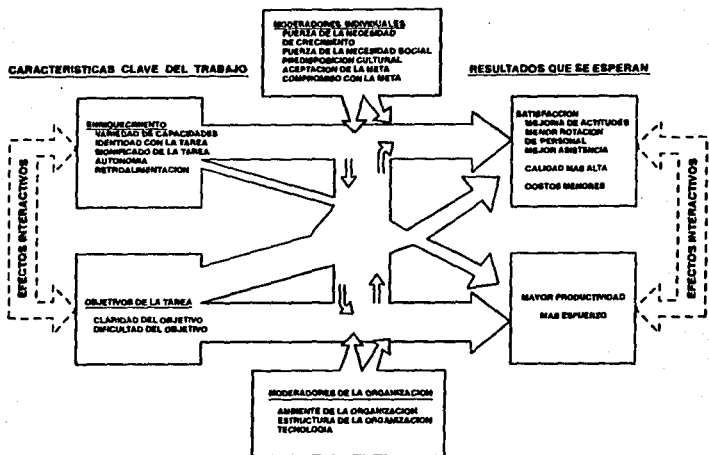 MODERADORES INDIVIDUALES
FUERZA DE LA NECESIDAD
DE CRECIMIENTO
FUERZA DE LA NECESIDAD SOCIAL
PREDISPOSICION CULTURAL
ACEPTACION DE LA META
COMPROMISO CON LA META
CARACTERISTICAS CLAVE DEL TRABAJO
RESULTADOS QUE SE ESPERAN
ENRIQUECIMIENTO
VARIEDAD DE CAPACIDADES
IDENTIDAD CON LA TAREA
SIGNIFICADO DE LA TAREA
AUTONOMIA
RETROALIMENTACION
SATISFACCION
MEJORIA DE ACTITUDES
MENOR ROTACION
DE PERSONAL
MEJOR ASISTENCIA
CALIDAD MAS ALTA
COSTOS MENORES
EFECTOS INTERACTIVOS
EFECTOS INTERACTIVOS
OBJETIVOS DE LA TAREA
CLARIDAD DEL OBJETIVO
DIFICULTAD DEL OBJETIVO
MAYOR PRODUCTIVIDAD
MAS ESFUERZO
MODERADORES DE LA ORGANIZACION
AMBIENTE DE LA ORGANIZACION
ESTRUCTURA DE LA ORGANIZACION
TECNOLOGIA